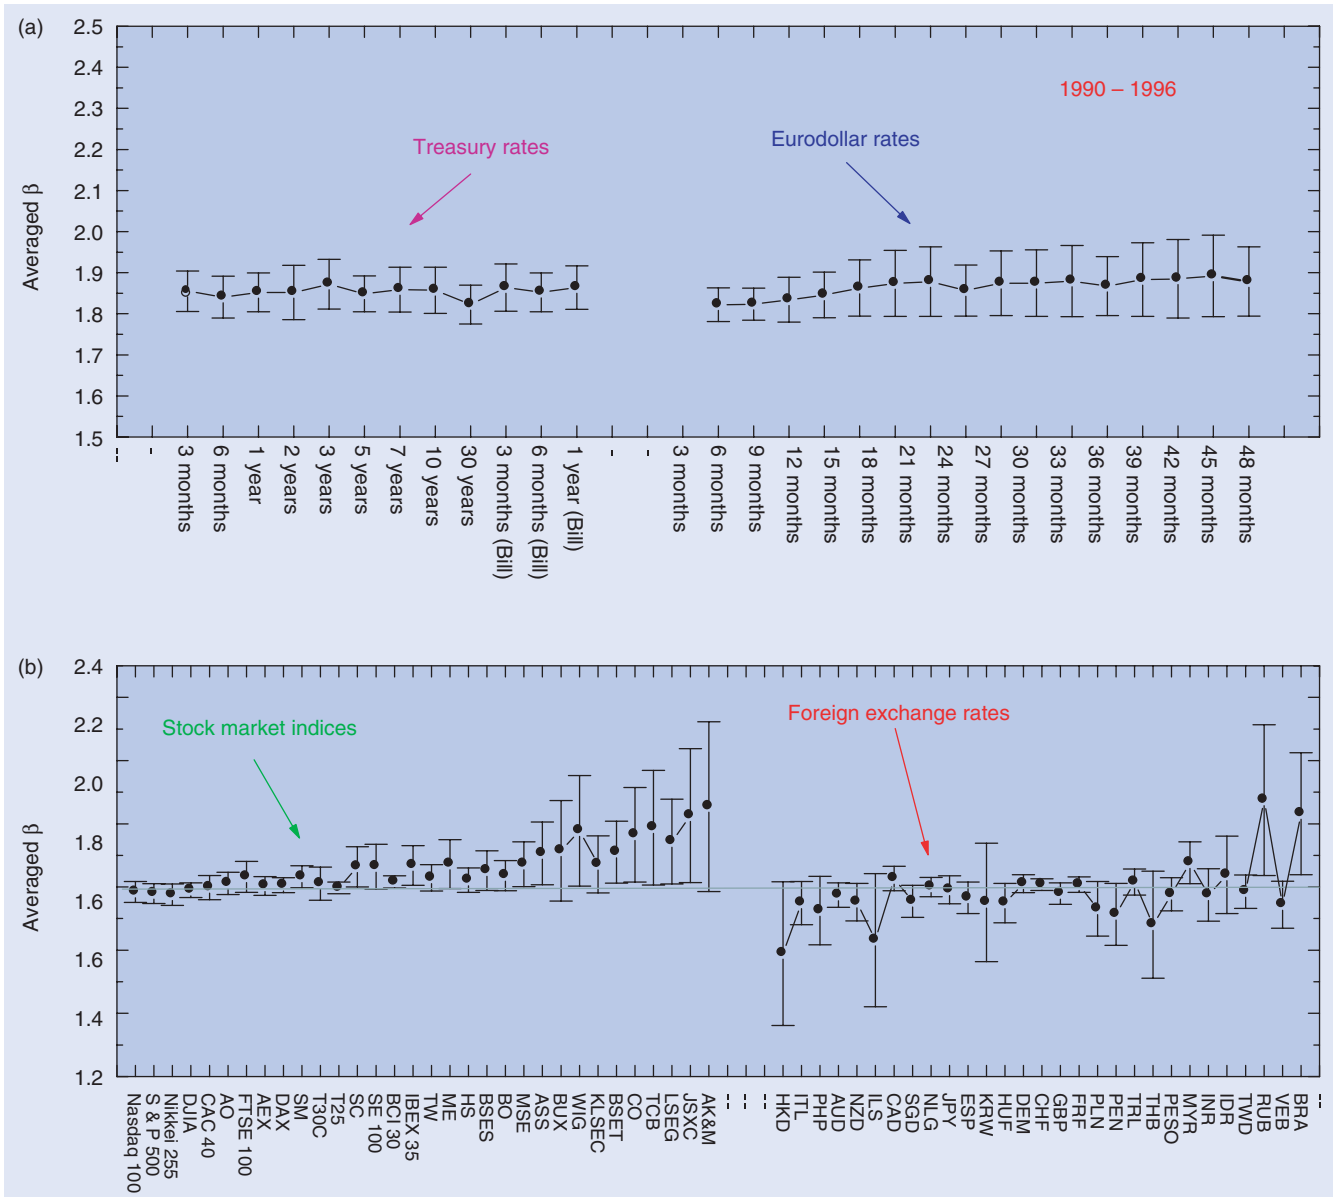 (a)
2.5
2.4
2.3
2.2
2.1
2.0
1.9
1.8
1.7
1.6
1.5
Averaged β
1990 – 1996
Treasury rates
Eurodollar rates
--
-
3 months
6 months
1 year
2 years
3 years
5 years
7 years
10 years
30 years
3 months (Bill)
6 months (Bill)
1 year (Bill)
-
-
3 months
6 months
9 months
12 months
15 months
18 months
21 months
24 months
27 months
30 months
33 months
36 months
39 months
42 months
45 months
48 months
(b)
2.4
2.2
2.0
1.8
1.6
1.6
1.4
1.2
Averaged β
Stock market indices
Foreign exchange rates
Nasdaq 100
S & P 500
Nikkei 255
DJIA
CAC 40
AO
FTSE 100
AEX
DAX
SM
T30C
T25
SC
SE 100
BCI 30
IBEX 35
TW
ME
HS
BSES
BO
MSE
ASS
BUX
WIG
KLSEC
BSET
CO
TCB
LSEG
JSXC
AK&M
--
--
--
HKD
ITL
PHP
AUD
NZD
ILS
CAD
SGD
NLG
JPY
ESP
KRW
HUF
DEM
CHF
GBP
FRF
PLN
PEN
TRL
THB
PESO
MYR
INR
IDR
TWD
RUB
VEB
BRA
--